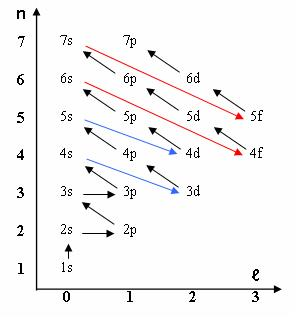 n
7 7s 7p
6 6s 6p 6d
5 5s 5p 5d 5f
4 4s 4p 4d 4f
3 3s 3p 3d
2 2s 2p
1 1s
ℓ
0 1 2 3